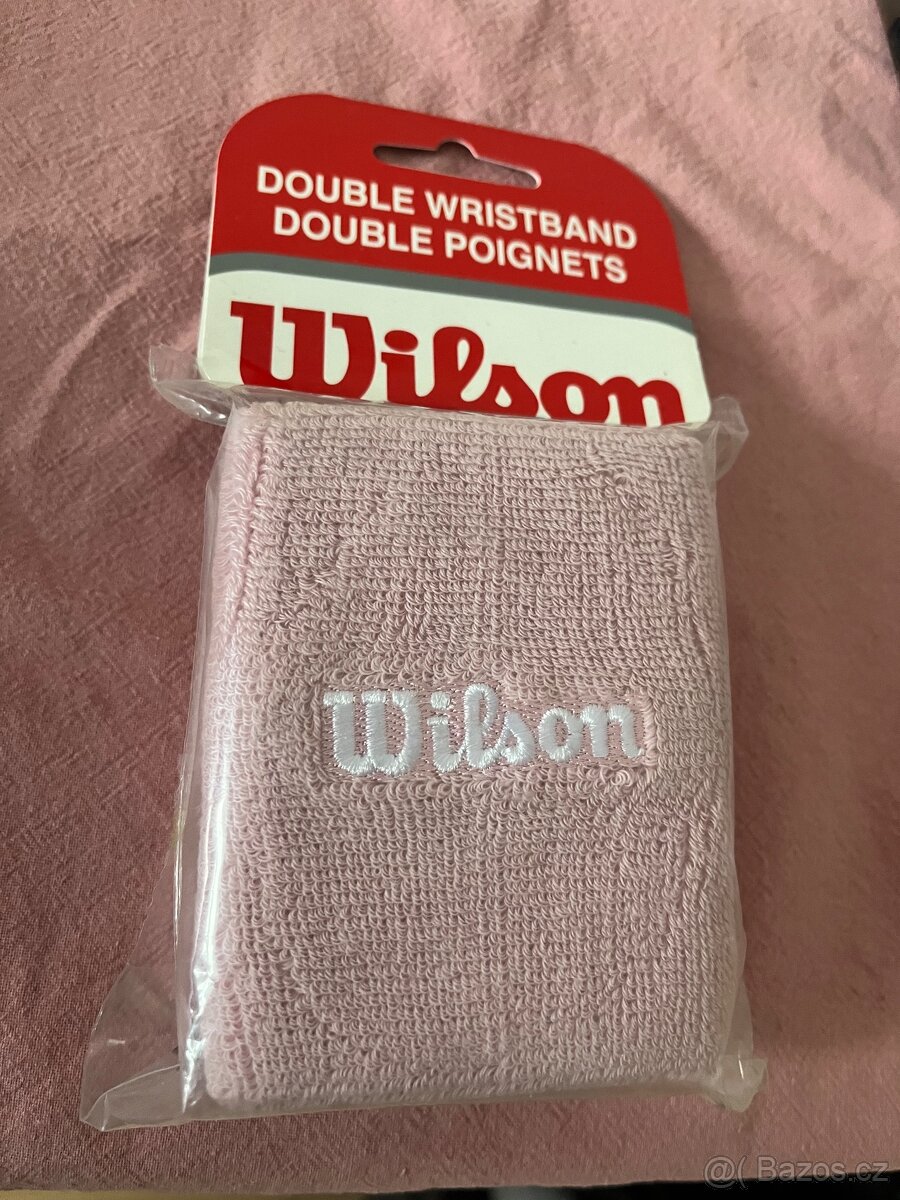 DOUBLE WRISTBAND
DOUBLE POIGNETS
Wilson
Wilson
@( Bazos.cz